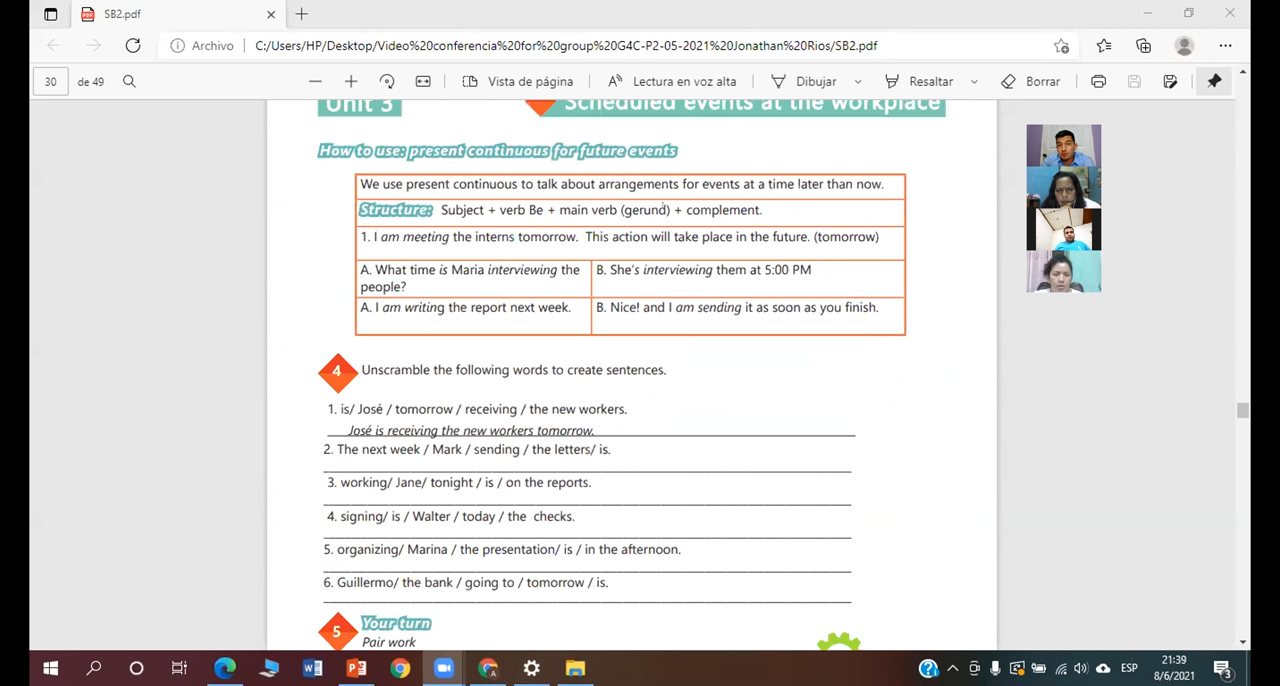 SB2.pdf
Archivo
C:/Users/HP/Desktop/Video%20conferencia%20for%20group%20G4C-P2-05-2021%20Jonathan%20Rios/SB2.pdf
30 de 49
Vista de página
Lectura en voz alta
Dibujar
Resaltar
Borrar
Unit 3
Scheduled events at the workplace
How to use: present continuous for future events
We use present continuous to talk about arrangements for events at a time later than now.
Structure: Subject + verb Be + main verb (gerund) + complement.
1. I am meeting the interns tomorrow. This action will take place in the future. (tomorrow)
A. What time is Maria interviewing the people?
B. She's interviewing them at 5:00 PM
A. I am writing the report next week.
B. Nice! and I am sending it as soon as you finish.
4 Unscramble the following words to create sentences.
1. is/ José / tomorrow / receiving / the new workers.
José is receiving the new workers tomorrow.
2. The next week / Mark / sending / the letters/ is.
3. working/ Jane/ tonight / is / on the reports.
4. signing/ is / Walter / today / the checks.
5. organizing/ Marina / the presentation/ is / in the afternoon.
6. Guillermo/ the bank / going to / tomorrow / is.
5 Your turn
Pair work
ESP
21:39
8/6/2021
3